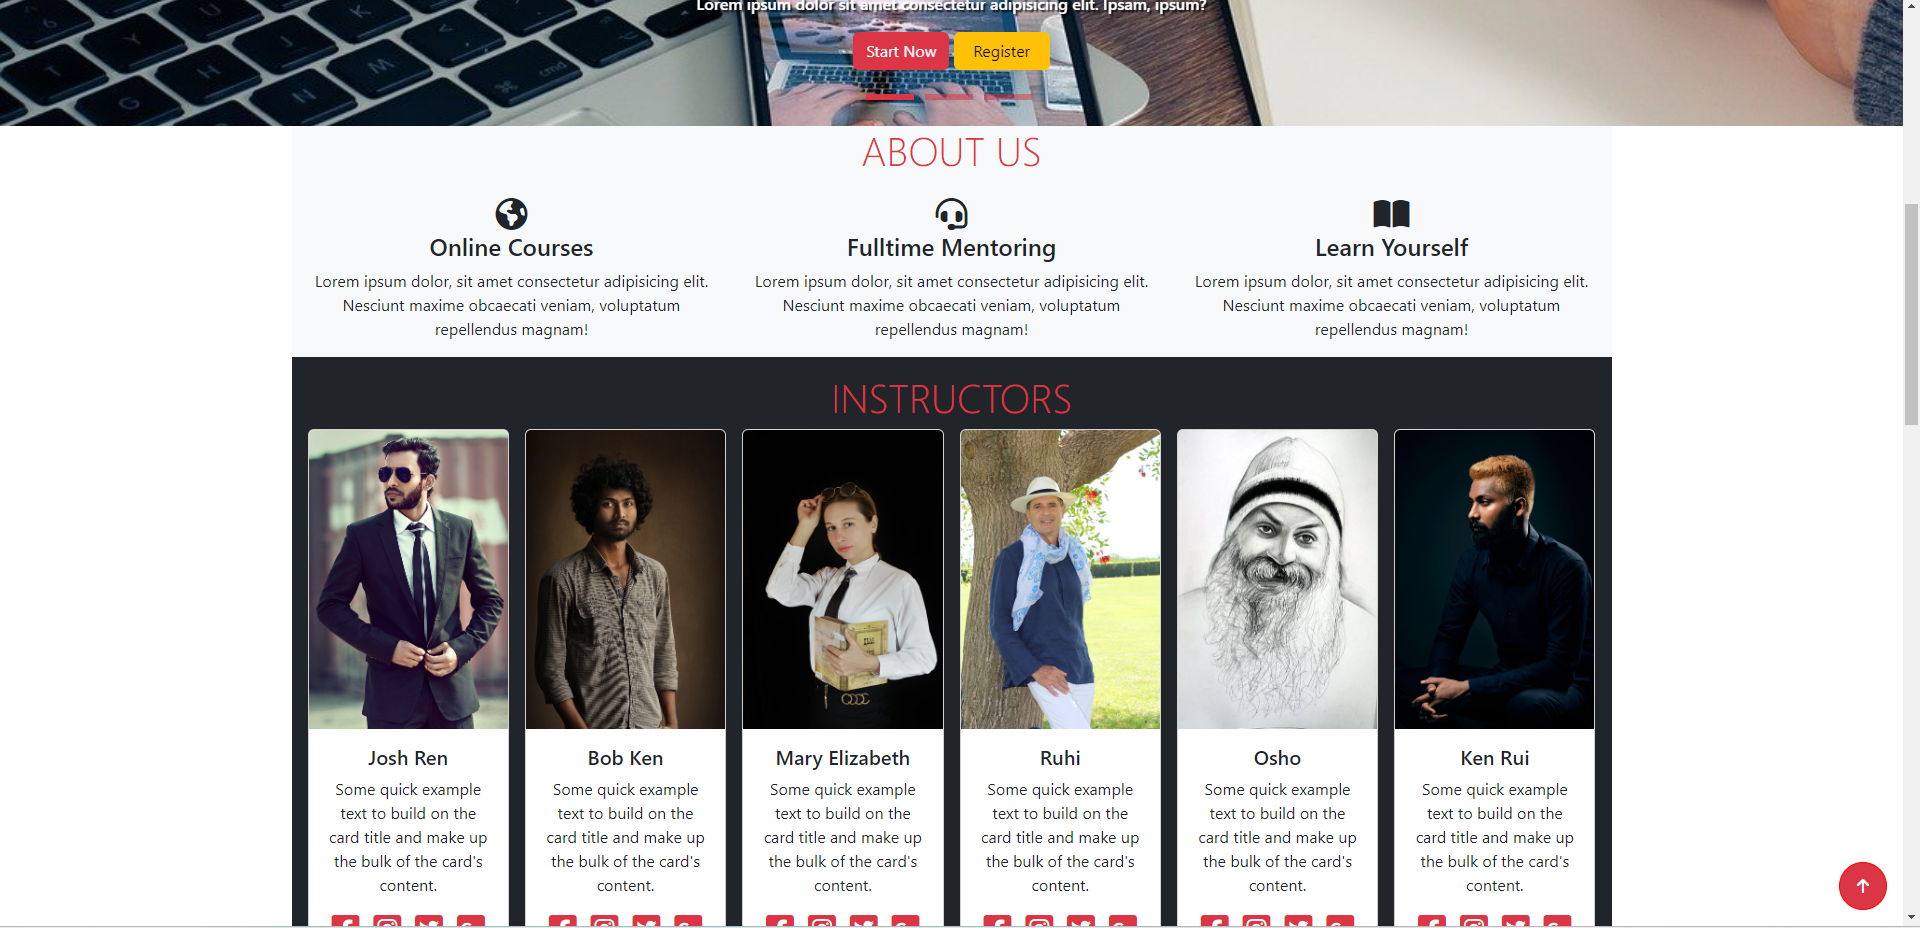 Lorem ipsum dolor sit amet consectetur adipisicing elit. Ipsam, ipsum?
Start Now Register
ABOUT US
Online Courses
Lorem ipsum dolor, sit amet consectetur adipisicing elit.
Nesciunt maxime obcaecati veniam, voluptatum
repellendus magnam!
Fulltime Mentoring
Lorem ipsum dolor, sit amet consectetur adipisicing elit.
Nesciunt maxime obcaecati veniam, voluptatum
repellendus magnam!
Learn Yourself
Lorem ipsum dolor, sit amet consectetur adipisicing elit.
Nesciunt maxime obcaecati veniam, voluptatum
repellendus magnam!
INSTRUCTORS
Josh Ren
Some quick example
text to build on the
card title and make up
the bulk of the card's
content.
Bob Ken
Some quick example
text to build on the
card title and make up
the bulk of the card's
content.
Mary Elizabeth
Some quick example
text to build on the
card title and make up
the bulk of the card's
content.
Ruhi
Some quick example
text to build on the
card title and make up
the bulk of the card's
content.
Osho
Some quick example
text to build on the
card title and make up
the bulk of the card's
content.
Ken Rui
Some quick example
text to build on the
card title and make up
the bulk of the card's
content.